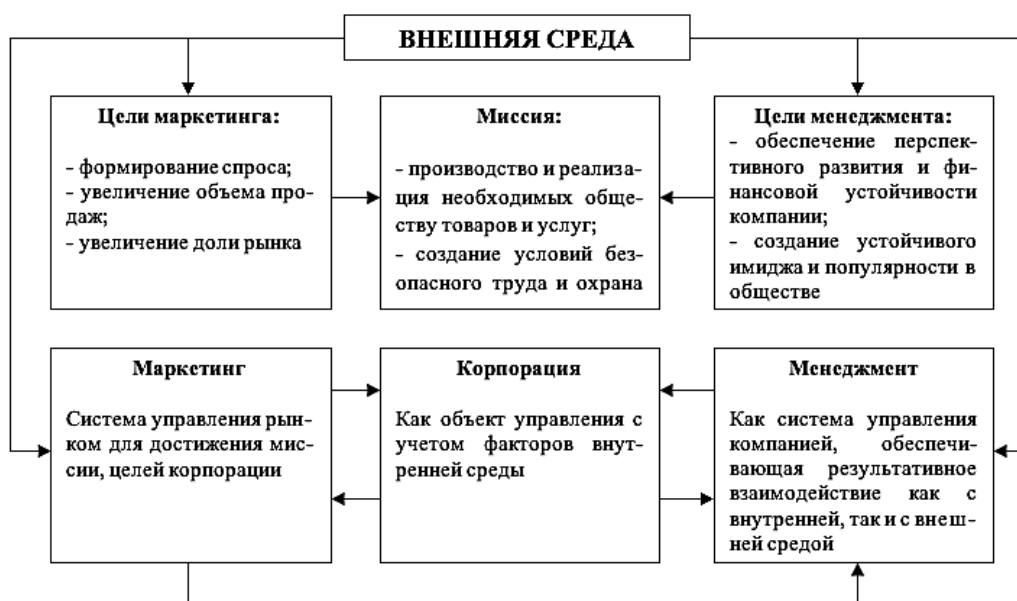 ВНЕШНЯЯ СРЕДА
Цели маркетинга:
– формирование спроса;
– увеличение объема про-
даж;
– увеличение доли рынка
Миссия:
– производство и реализа-
ция необходимых обще-
ству товаров и услуг;
– создание условий без-
опасного труда и охрана
Цели менеджмента:
– обеспечение перспек-
тивного развития и фи-
нансовой устойчивости
компании;
– создание устойчивого
имиджа и популярности в
обществе
Маркетинг
Система управления рын-
ком для достижения мис-
сии, целей корпорации
Корпорация
Как объект управления с
учетом факторов внут-
ренней среды
Менеджмент
Как система управления
компанией, обеспечи-
вающая результативное
взаимодействие как с
внутренней, так и с внеш-
ней средой